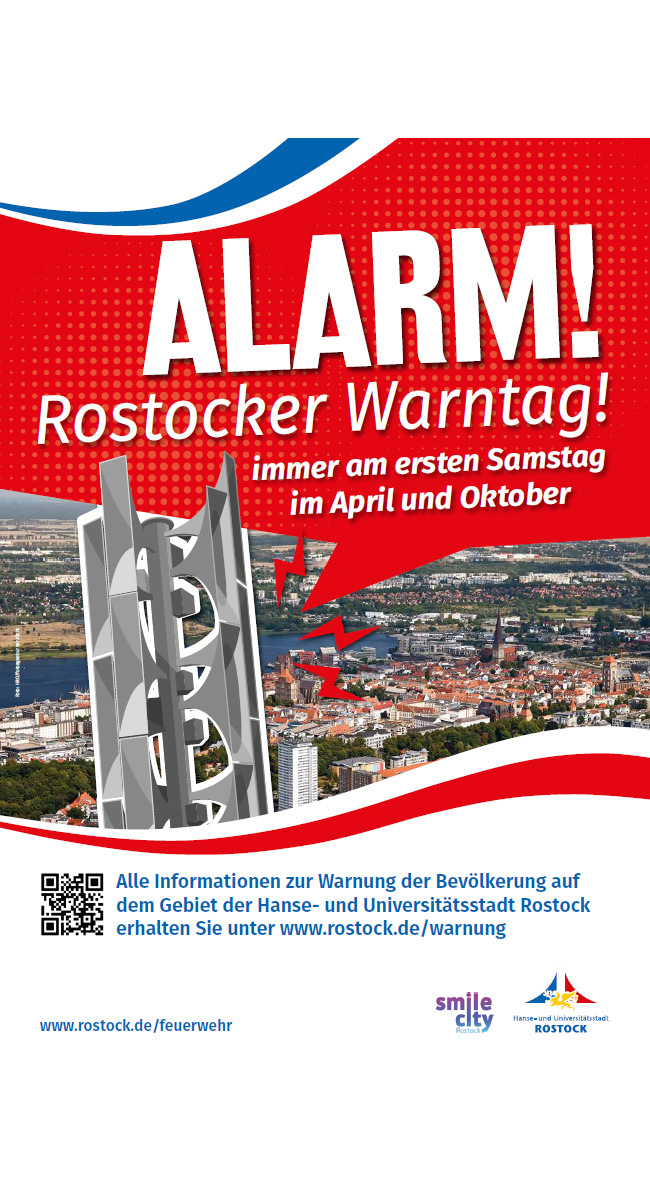 ALARM!
Rostocker Warntag!
immer am ersten Samstag
im April und Oktober
Alle Informationen zur Warnung der Bevölkerung auf
dem Gebiet der Hanse- und Universitätsstadt Rostock
erhalten Sie unter www.rostock.de/warnung
www.rostock.de/feuerwehr
smile
city
Rostock
Hanse- und Universitätsstadt
ROSTOCK